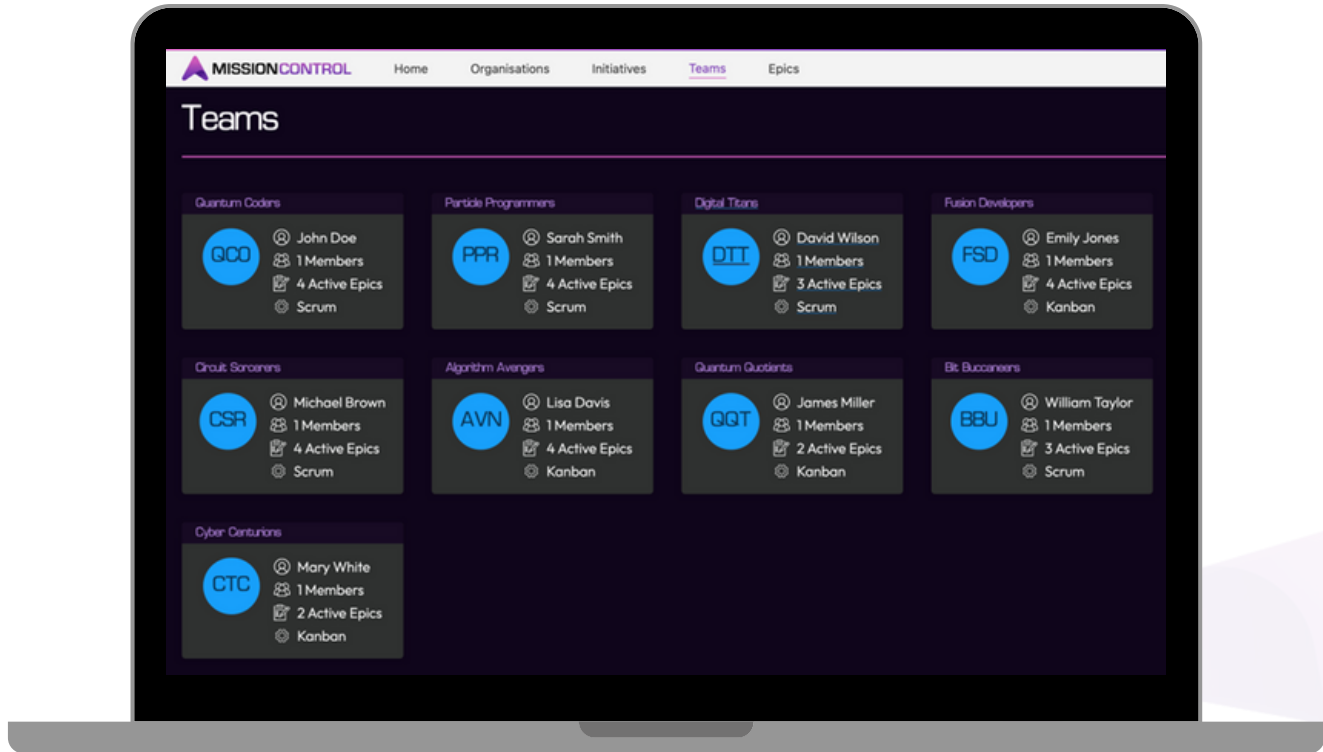 MISSIONCONTROL Home Organisations Initiatives Teams Epics
Teams
Quantum Coders
QCO
John Doe
1 Members
4 Active Epics
Scrum
Particle Programmers
PPR
Sarah Smith
1 Members
4 Active Epics
Scrum
Digital Titans
DTT
David Wilson
1 Members
3 Active Epics
Scrum
Fusion Developers
FSD
Emily Jones
1 Members
4 Active Epics
Kanban
Circuit Sorcerers
CSR
Michael Brown
1 Members
4 Active Epics
Scrum
Algorithm Avengers
AVN
Lisa Davis
1 Members
4 Active Epics
Kanban
Quantum Quotients
QQT
James Miller
1 Members
2 Active Epics
Kanban
Bit Buccaneers
BBU
William Taylor
1 Members
3 Active Epics
Scrum
Cyber Centurions
CTC
Mary White
1 Members
2 Active Epics
Kanban